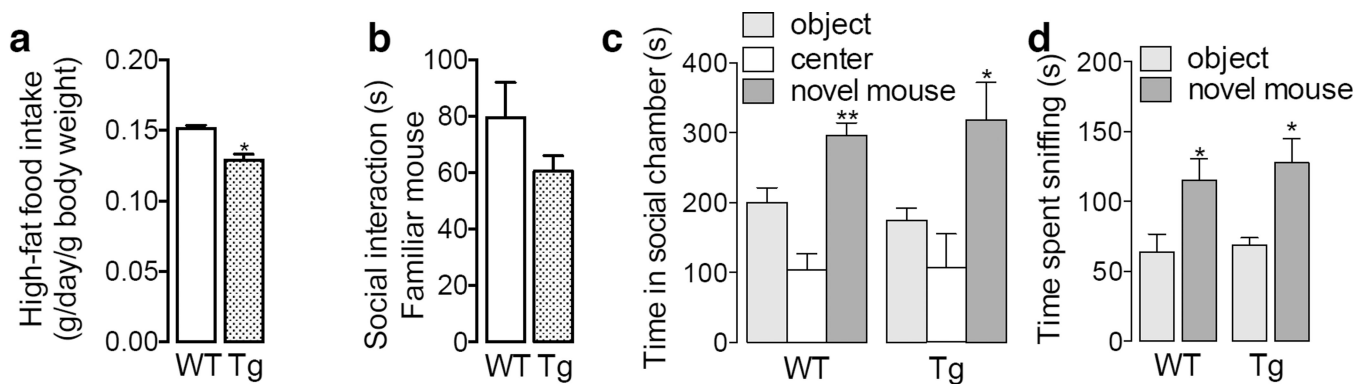 a
High-fat food intake
(g/day/g body weight)
0.20
0.15
0.10
0.05
0.00
*
WT Tg
b
Social interaction (s)
Familiar mouse
100
80
60
40
20
0
WT Tg
c
Time in social chamber (s)
object
center
novel mouse
400
300
200
100
0
**
*
WT Tg
d
Time spent sniffing (s)
object
novel mouse
200
150
100
50
0
*
*
WT Tg